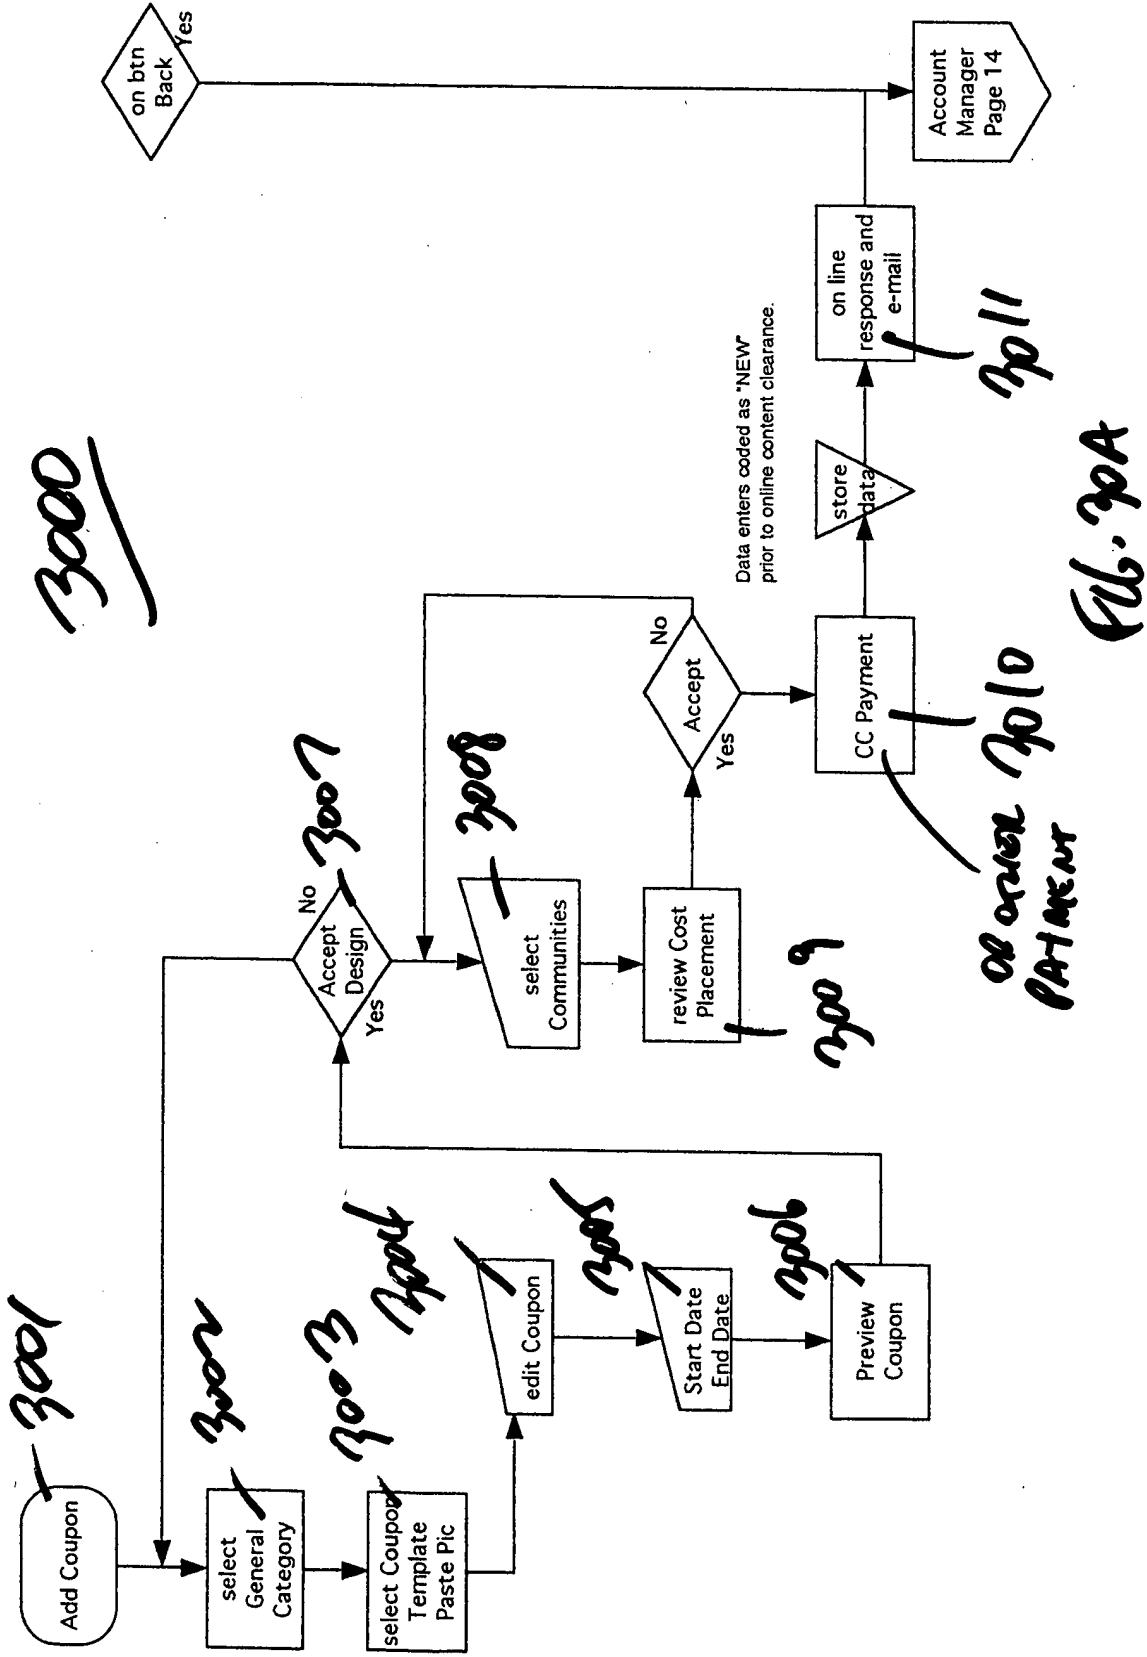 3000
Add Coupon
3001
select
General
Category
3002
select Coupon
Template
Paste Pic
3003
edit Coupon
3004
Start Date
End Date
3005
Preview
Coupon
3006
Accept
Design
Yes
No
3007
select
Communities
3008
review Cost
Placement
3009
Accept
Yes
No
CC Payment
3010
OR OTHER
PAYMENT
store
data
Data enters coded as "NEW"
prior to online content clearance.
on line
response and
e-mail
3011
on btn
Back
Yes
Account
Manager
Page 14
FIG. 30A